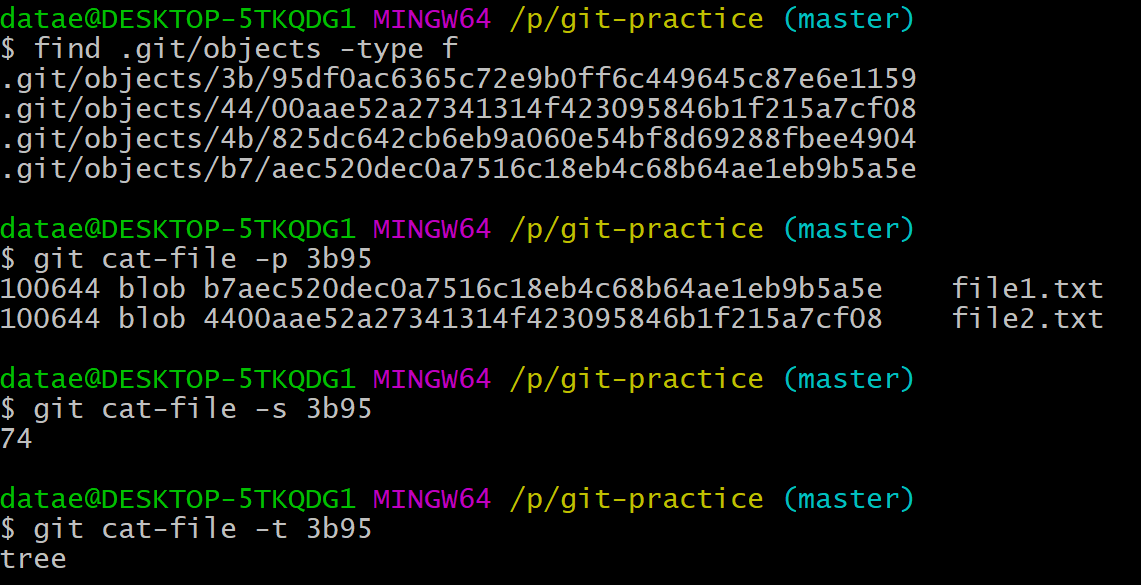 datae@DESKTOP-5TKQDG1 MINGW64 /p/git-practice (master)
$ find .git/objects -type f
.git/objects/3b/95df0ac6365c72e9b0ff6c449645c87e6e1159
.git/objects/44/00aae52a27341314f423095846b1f215a7cf08
.git/objects/4b/825dc642cb6eb9a060e54bf8d69288fbee4904
.git/objects/b7/aec520dec0a7516c18eb4c68b64ae1eb9b5a5e
datae@DESKTOP-5TKQDG1 MINGW64 /p/git-practice (master)
$ git cat-file -p 3b95
100644 blob b7aec520dec0a7516c18eb4c68b64ae1eb9b5a5e    file1.txt
100644 blob 4400aae52a27341314f423095846b1f215a7cf08    file2.txt
datae@DESKTOP-5TKQDG1 MINGW64 /p/git-practice (master)
$ git cat-file -s 3b95
74
datae@DESKTOP-5TKQDG1 MINGW64 /p/git-practice (master)
$ git cat-file -t 3b95
tree